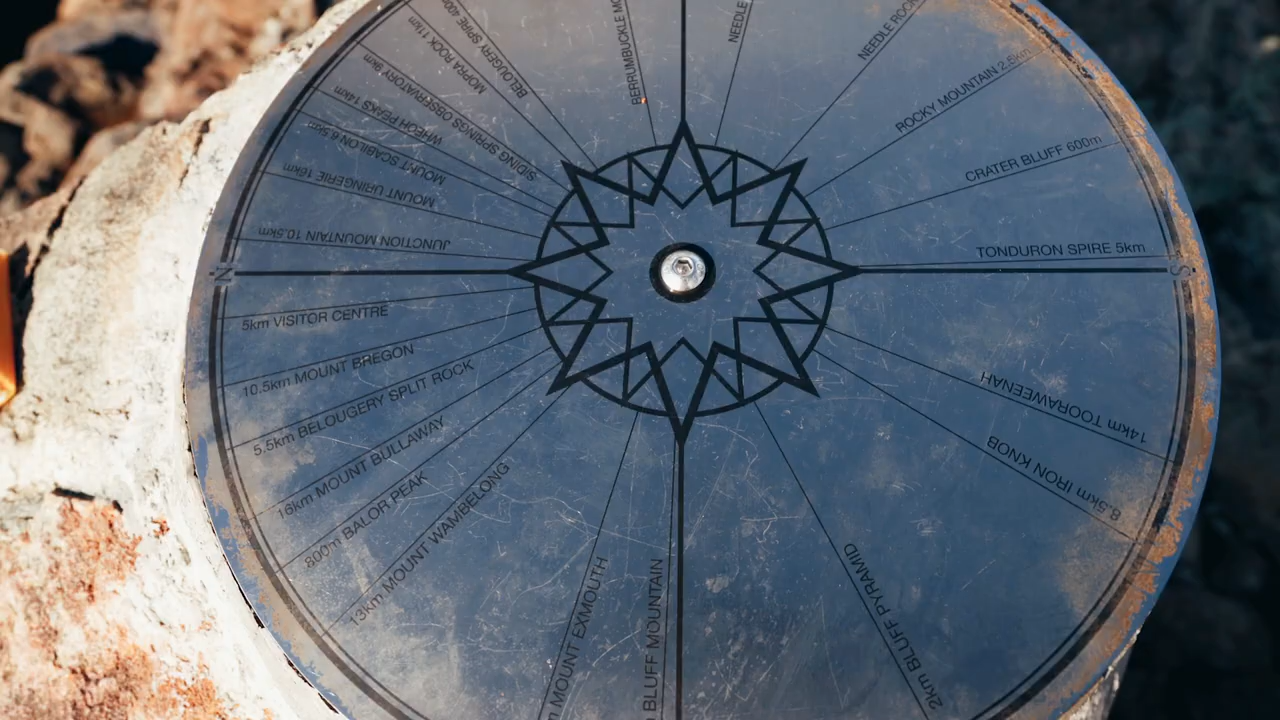 BELOUGERY SPIRE 400m
MOPRA ROCK 11km
SIDING SPRINGS OBSERVATORY 9km
WHEOH PEAKS 14km
MOUNT SCABILON 6.5km
MOUNT URINGERIE 16km
JUNCTION MOUNTAIN 10.5km
N
5km VISITOR CENTRE
10.5km MOUNT BREGON
5.5km BELOUGERY SPLIT ROCK
16km MOUNT BULLAWAY
800m BALOR PEAK
13km MOUNT WAMBELONG
MOUNT EXMOUTH
BLUFF MOUNTAIN
2km BLUFF PYRAMID
8.5km IRON KNOB
14km TOORAWEENAH
S
TONDURON SPIRE 5km
CRATER BLUFF 600m
ROCKY MOUNTAIN 2.5km
NEEDLE ROCK
NEEDLE
BERRUMBUCKLE